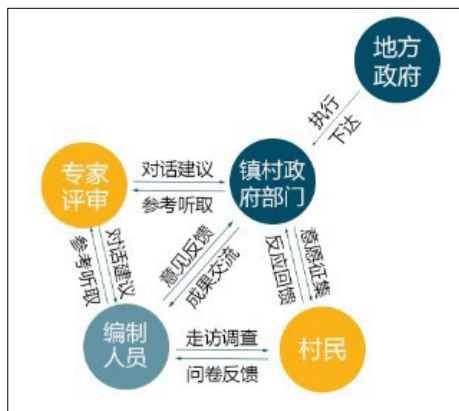 地方
政府
执行
下达
专家
评审
对话建议
参考听取
镇村政
府部门
对话建议
参考听取
意见反馈
成果交流
意愿征集
反应回馈
编制
人员
走访调查
问卷反馈
村民